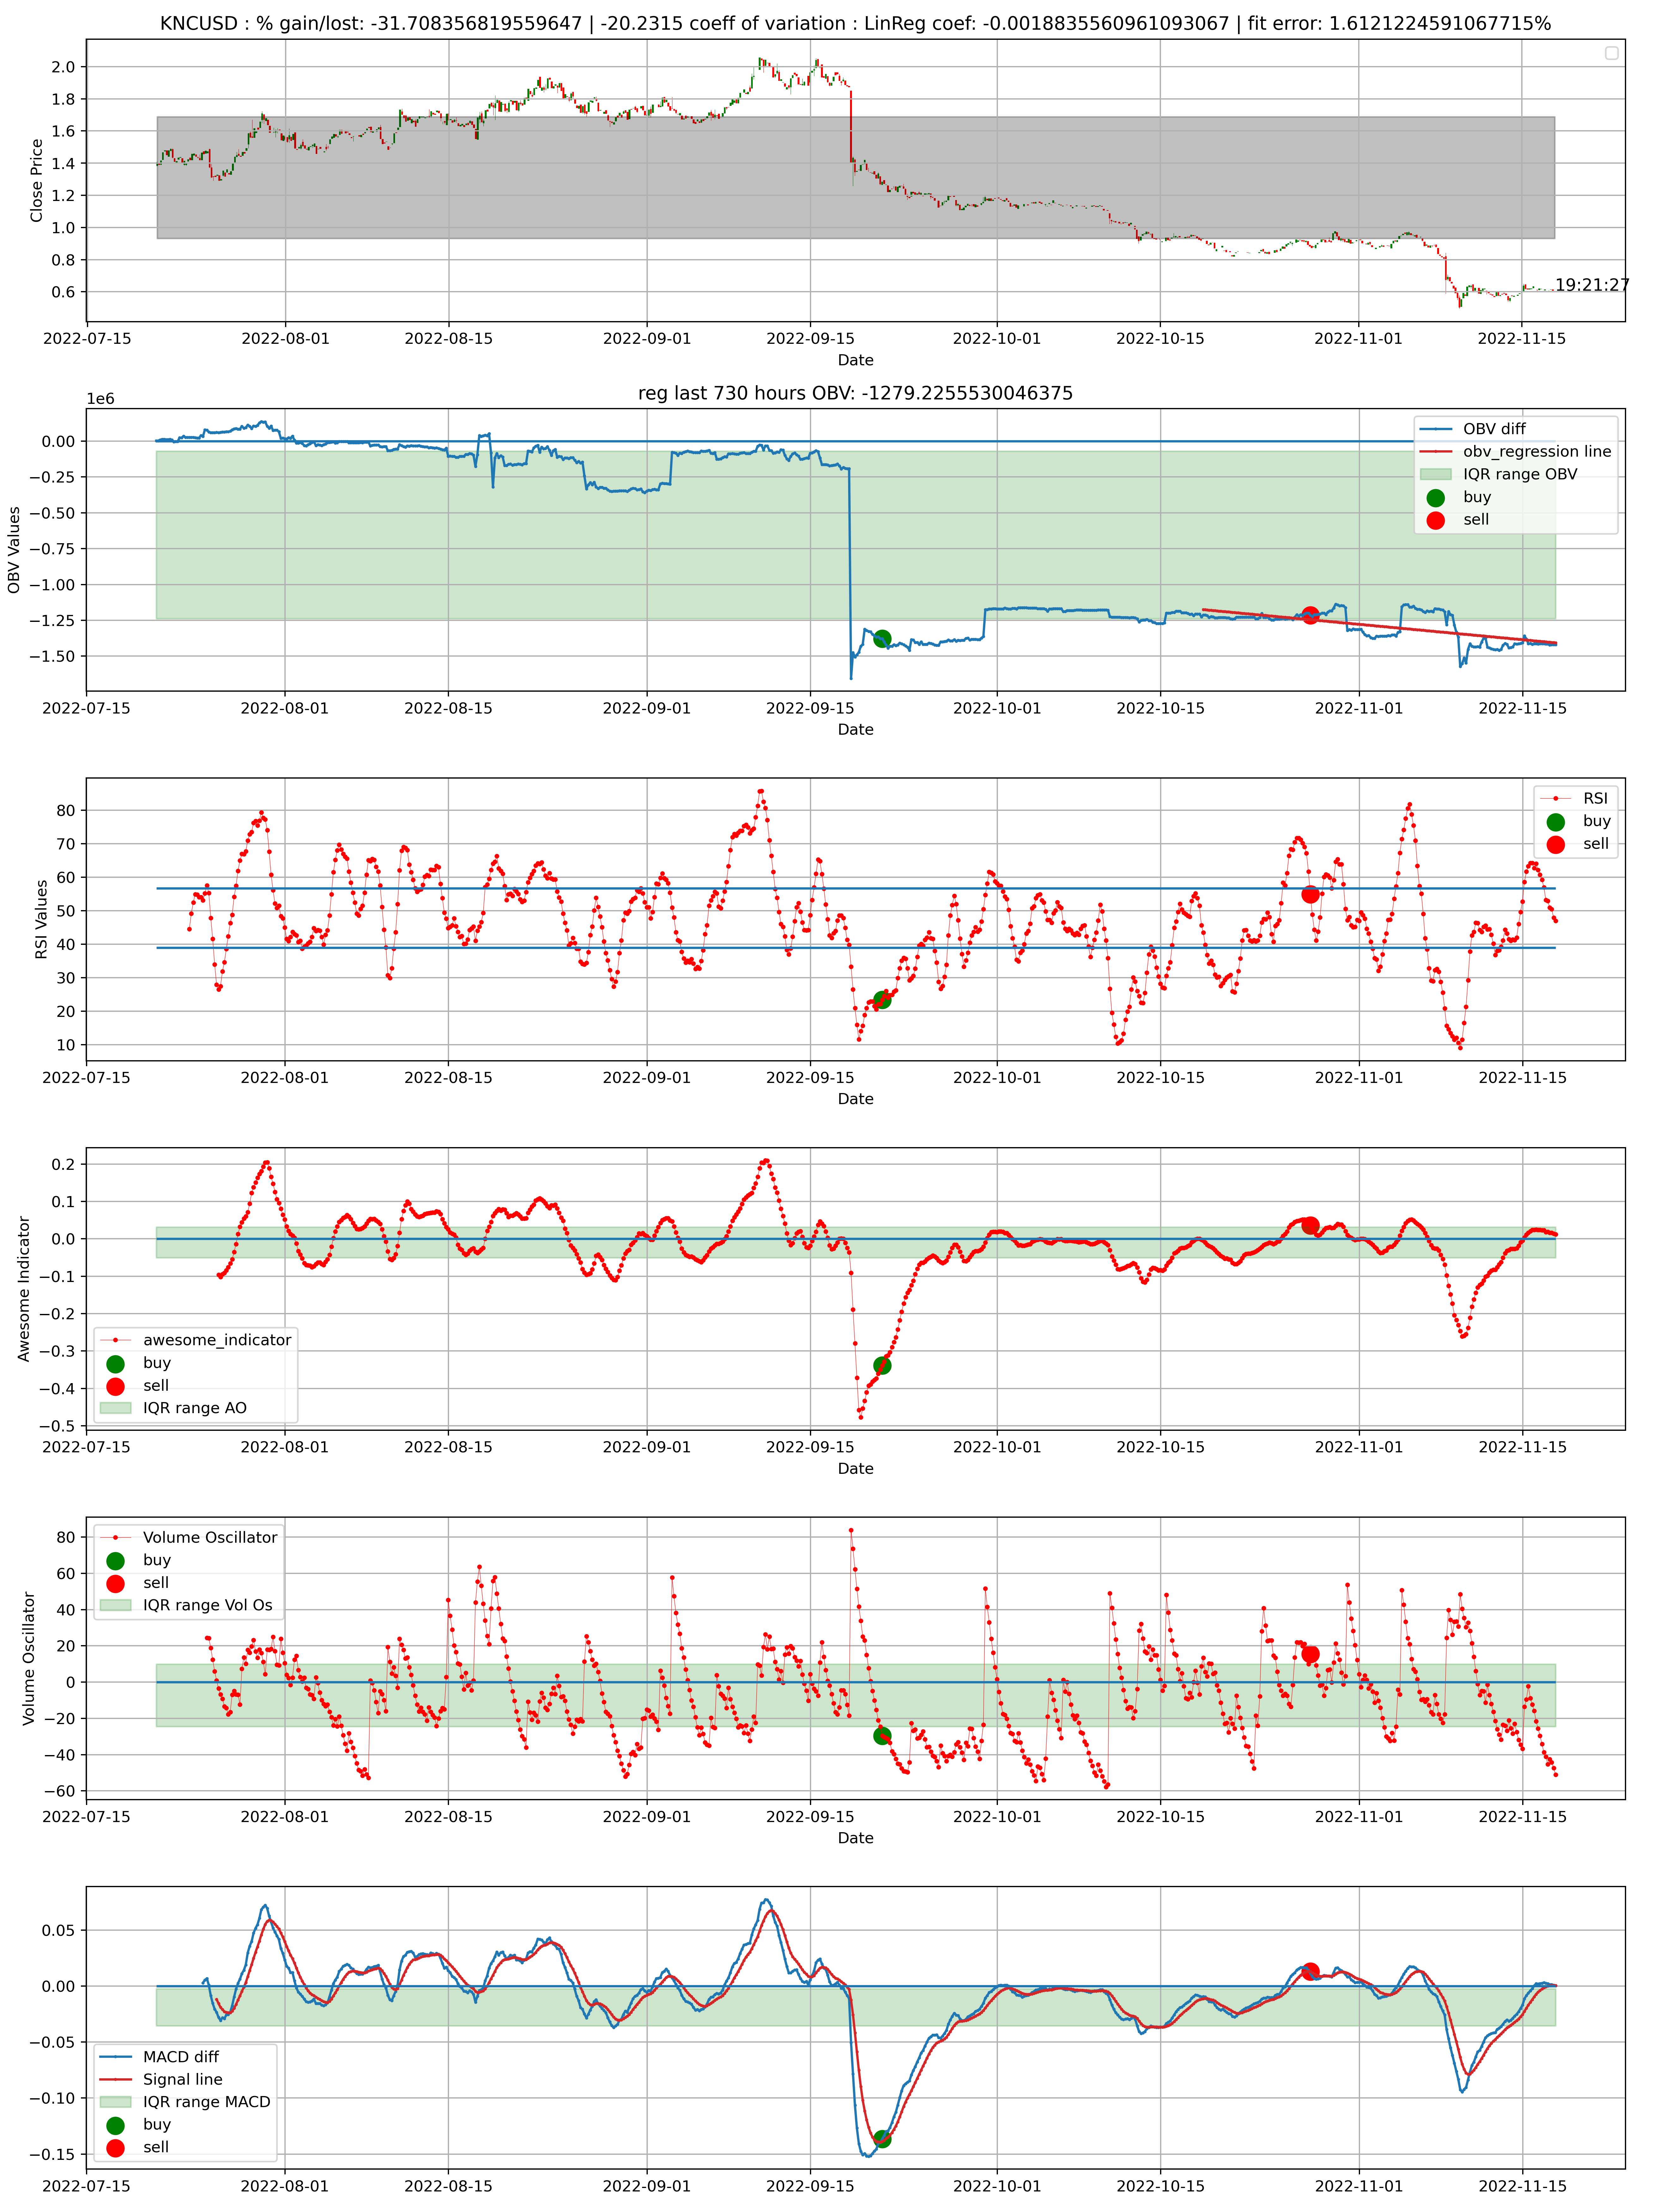 KNCUSD : % gain/lost: -31.708356819559647 | -20.2315 coeff of variation : LinReg coef: -0.0018835560961093067 | fit error: 1.6121224591067715%
Close Price
2.0
1.8
1.6
1.4
1.2
1.0
0.8
0.6
19:21:27
2022-07-15 2022-08-01 2022-08-15 2022-09-01 2022-09-15 2022-10-01 2022-10-15 2022-11-01 2022-11-15
Date
reg last 730 hours OBV: -1279.2255530046375
1e6
OBV Values
0.00
−0.25
−0.50
−0.75
−1.00
−1.25
−1.50
OBV diff
obv_regression line
IQR range OBV
buy
sell
2022-07-15 2022-08-01 2022-08-15 2022-09-01 2022-09-15 2022-10-01 2022-10-15 2022-11-01 2022-11-15
Date
RSI Values
80
70
60
50
40
30
20
10
RSI
buy
sell
2022-07-15 2022-08-01 2022-08-15 2022-09-01 2022-09-15 2022-10-01 2022-10-15 2022-11-01 2022-11-15
Date
Awesome Indicator
0.2
0.1
0.0
−0.1
−0.2
−0.3
−0.4
−0.5
awesome_indicator
buy
sell
IQR range AO
2022-07-15 2022-08-01 2022-08-15 2022-09-01 2022-09-15 2022-10-01 2022-10-15 2022-11-01 2022-11-15
Date
Volume Oscillator
80
60
40
20
0
−20
−40
−60
Volume Oscillator
buy
sell
IQR range Vol Os
2022-07-15 2022-08-01 2022-08-15 2022-09-01 2022-09-15 2022-10-01 2022-10-15 2022-11-01 2022-11-15
Date
0.05
0.00
−0.05
−0.10
−0.15
MACD diff
Signal line
IQR range MACD
buy
sell
2022-07-15 2022-08-01 2022-08-15 2022-09-01 2022-09-15 2022-10-01 2022-10-15 2022-11-01 2022-11-15